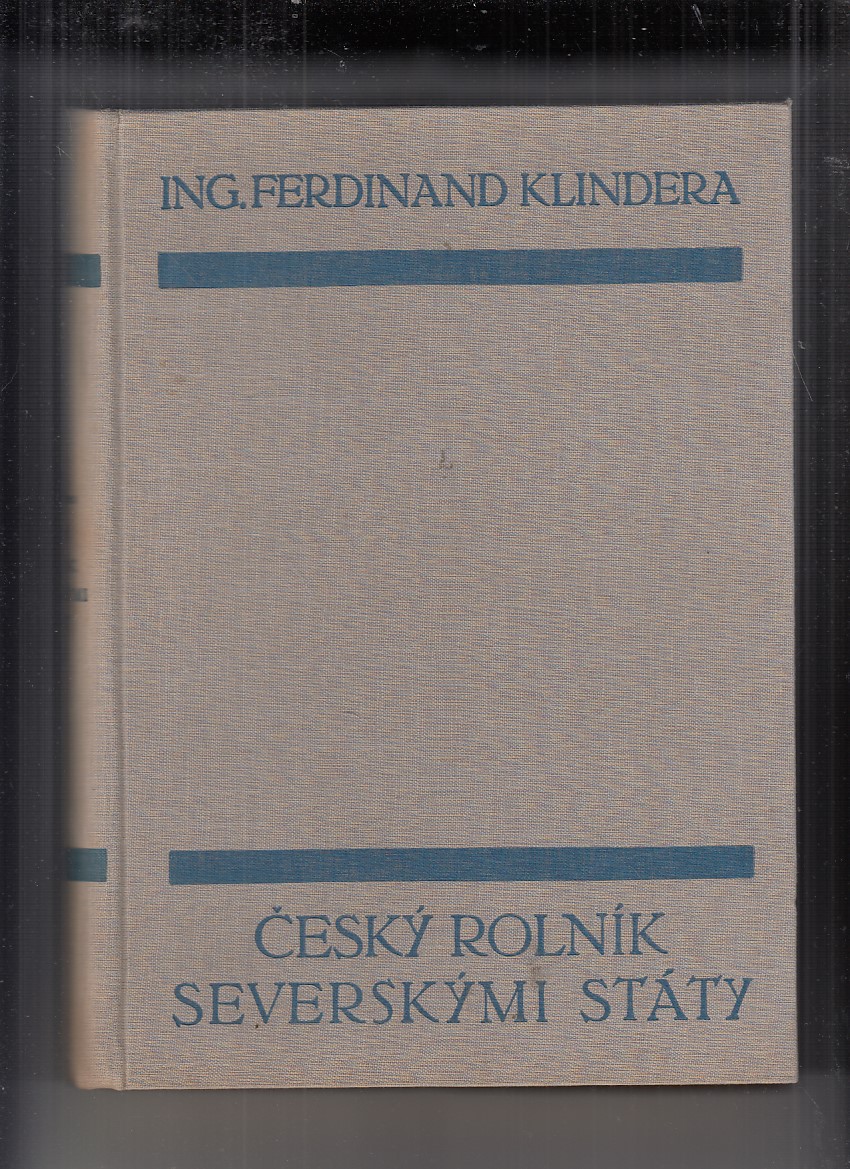 ING. FERDINAND KLINDERA
ČESKÝ ROLNÍK
SEVERSKÝMI STÁTY